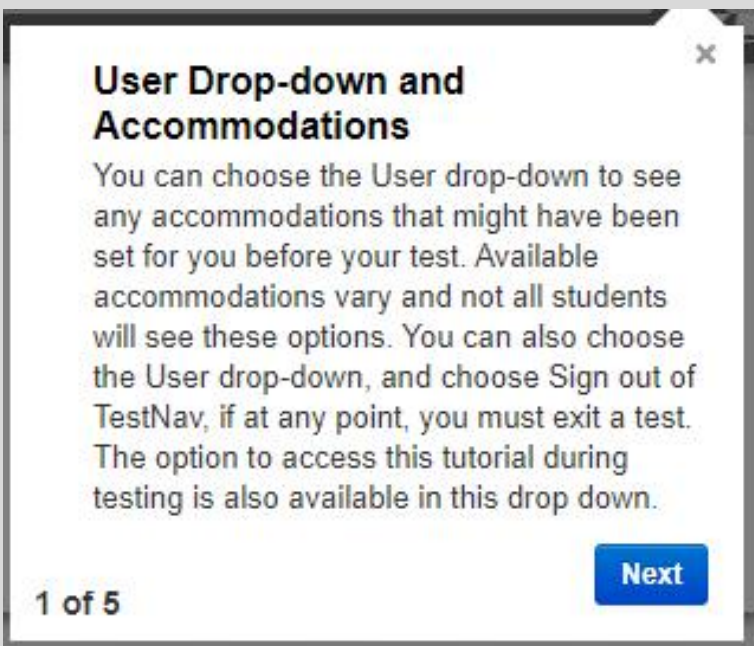 ×
User Drop-down and
Accommodations
You can choose the User drop-down to see
any accommodations that might have been
set for you before your test. Available
accommodations vary and not all students
will see these options. You can also choose
the User drop-down, and choose Sign out of
TestNav, if at any point, you must exit a test.
The option to access this tutorial during
testing is also available in this drop down.
Next
1 of 5